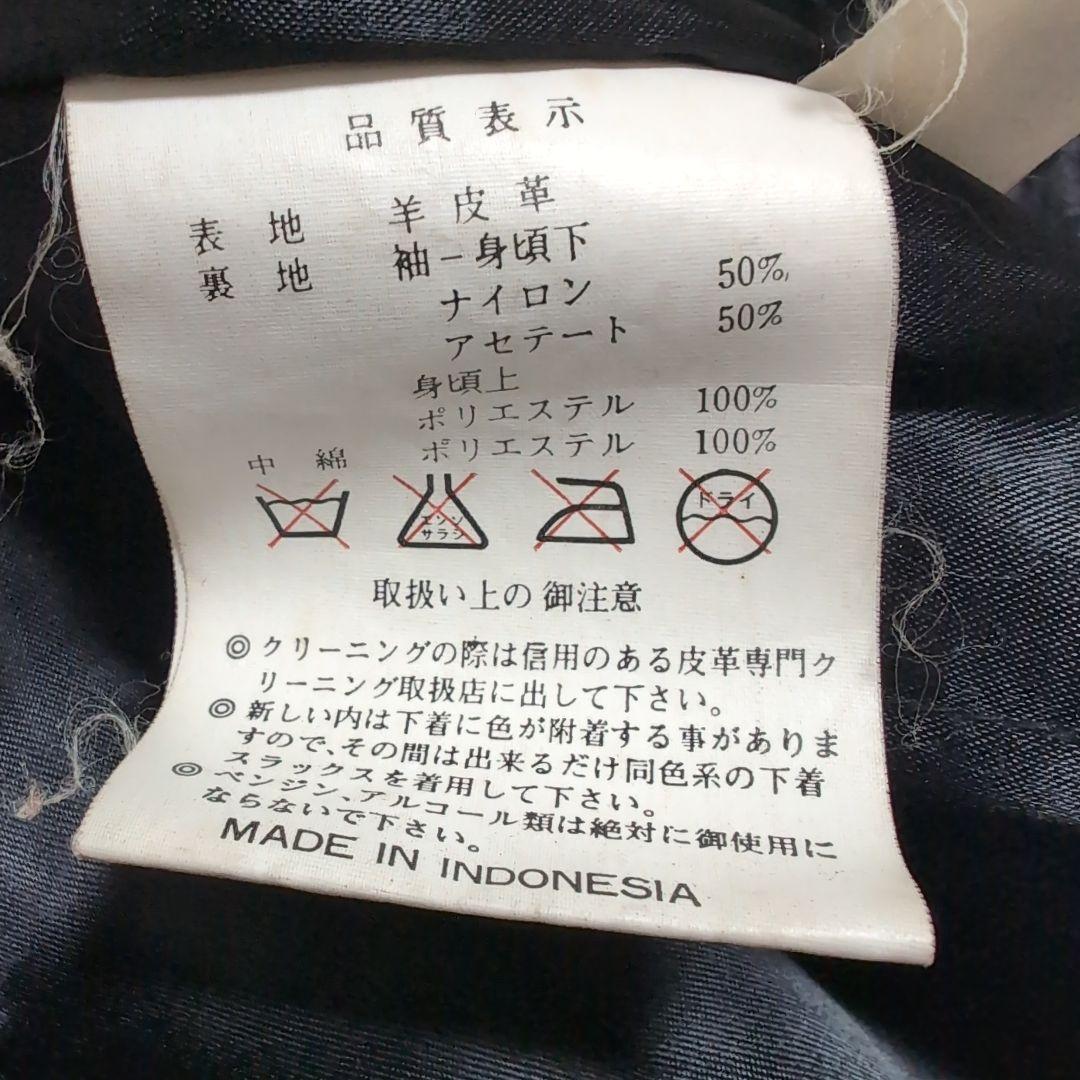 品質表示
表地 羊皮革
裏地 袖-身頃下
ナイロン 50%
アセテート 50%
身頃上
ポリエステル 100%
中綿 ポリエステル 100%
エンソ
サラシ
ドライ
取扱い上の御注意
◎クリーニングの際は信用のある皮革専門ク
リーニング取扱店に出して下さい。
◎新しい内は下着に色が附着する事がありま
すので、その間は出来るだけ同色系の下着
スラックスを着用して下さい。
◎ベンジン、アルコール類は絶対に御使用に
ならないで下さい。
MADE IN INDONESIA